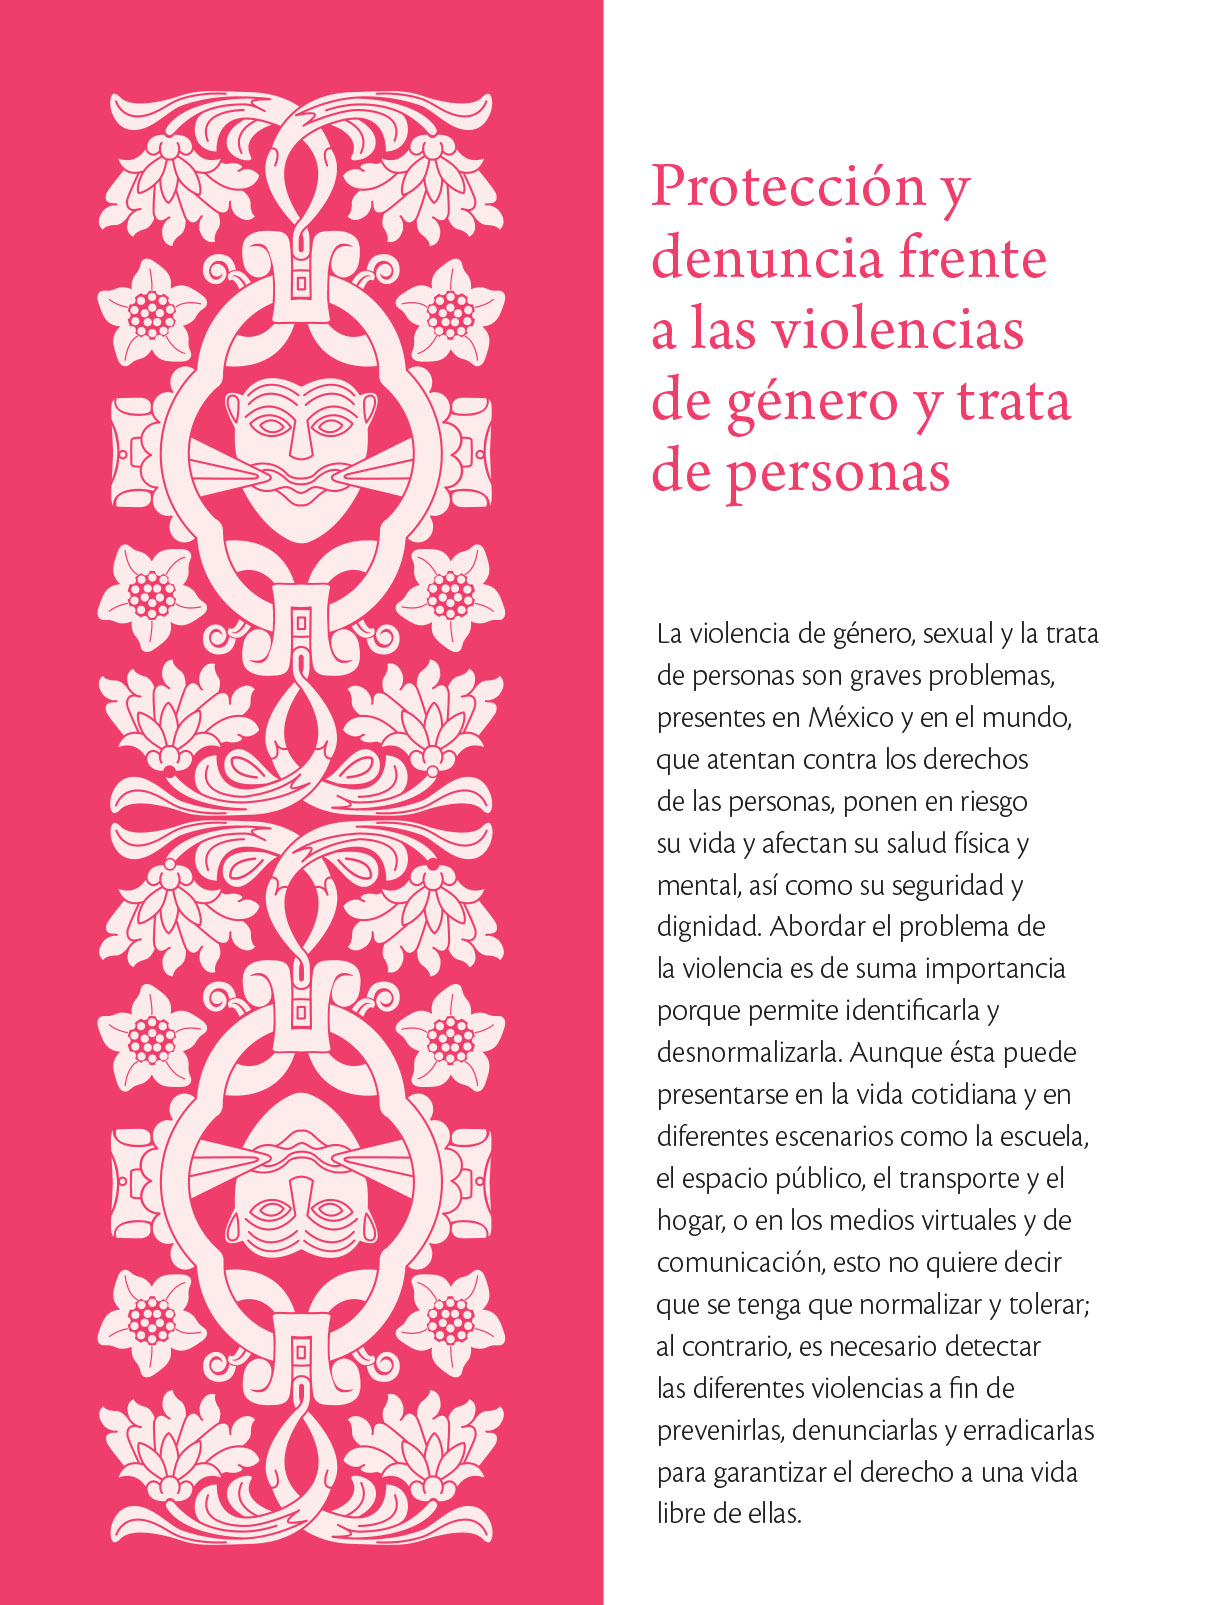 Protección y
denuncia frente
a las violencias
de género y trata
de personas
La violencia de género, sexual y la trata
de personas son graves problemas,
presentes en México y en el mundo,
que atentan contra los derechos
de las personas, ponen en riesgo
su vida y afectan su salud física y
mental, así como su seguridad y
dignidad. Abordar el problema de
la violencia es de suma importancia
porque permite identificarla y
desnormalizarla. Aunque ésta puede
presentarse en la vida cotidiana y en
diferentes escenarios como la escuela,
el espacio público, el transporte y el
hogar, o en los medios virtuales y de
comunicación, esto no quiere decir
que se tenga que normalizar y tolerar;
al contrario, es necesario detectar
las diferentes violencias a fin de
prevenirlas, denunciarlas y erradicarlas
para garantizar el derecho a una vida
libre de ellas.